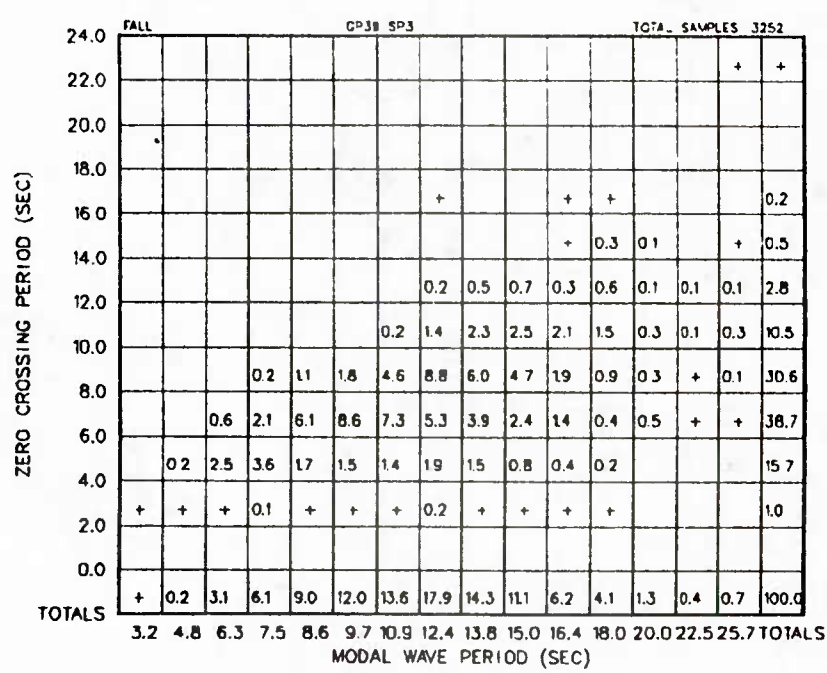 FALL GP3B SP3 TOTAL SAMPLES 3252
24.0
+ +
22.0
20.0
18.0
+ + + 0.2
16.0
+ 0.3 0.1 + 0.5
14.0
0.2 0.5 0.7 0.3 0.6 0.1 0.1 0.1 2.8
12.0
0.2 1.4 2.3 2.5 2.1 1.5 0.3 0.1 0.3 10.5
10.0
0.2 1.1 1.8 4.6 8.8 6.0 4.7 1.9 0.9 0.3 + 0.1 30.6
8.0
0.6 2.1 6.1 8.6 7.3 5.3 3.9 2.4 1.4 0.4 0.5 + + 38.7
6.0
0.2 2.5 3.6 1.7 1.5 1.4 1.9 1.5 0.8 0.4 0.2 15.7
4.0
+ + + 0.1 + + + 0.2 + + + + 1.0
2.0
0.0
+ 0.2 3.1 6.1 9.0 12.0 13.6 17.9 14.3 11.1 6.2 4.1 1.3 0.4 0.7 100.0
TOTALS
3.2 4.8 6.3 7.5 8.6 9.7 10.9 12.4 13.8 15.0 16.4 18.0 20.0 22.5 25.7 TOTALS
MODAL WAVE PERIOD (SEC)
ZERO CROSSING PERIOD (SEC)